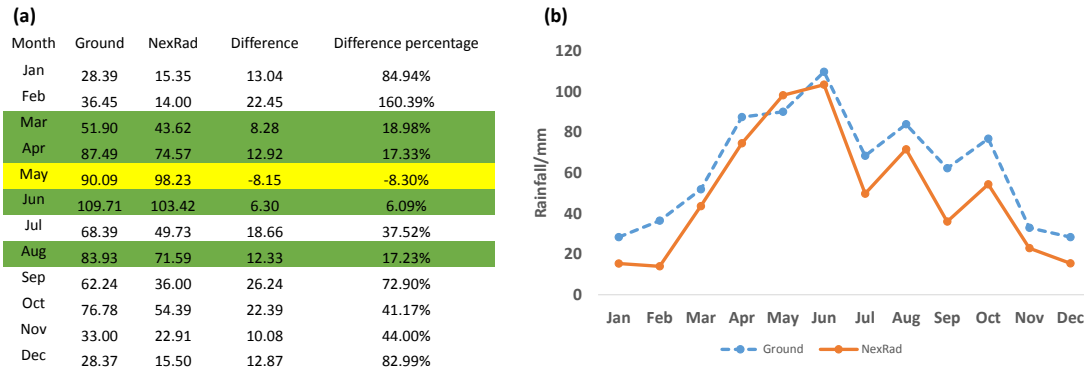 (a)
Month Ground NexRad Difference Difference percentage
Jan 28.39 15.35 13.04 84.94%
Feb 36.45 14.00 22.45 160.39%
Mar 51.90 43.62 8.28 18.98%
Apr 87.49 74.57 12.92 17.33%
May 90.09 98.23 -8.15 -8.30%
Jun 109.71 103.42 6.30 6.09%
Jul 68.39 49.73 18.66 37.52%
Aug 83.93 71.59 12.33 17.23%
Sep 62.24 36.00 26.24 72.90%
Oct 76.78 54.39 22.39 41.17%
Nov 33.00 22.91 10.08 44.00%
Dec 28.37 15.50 12.87 82.99%
(b)
Rainfall/mm
120
100
80
60
40
20
0
Jan Feb Mar Apr May Jun Jul Aug Sep Oct Nov Dec
Ground NexRad